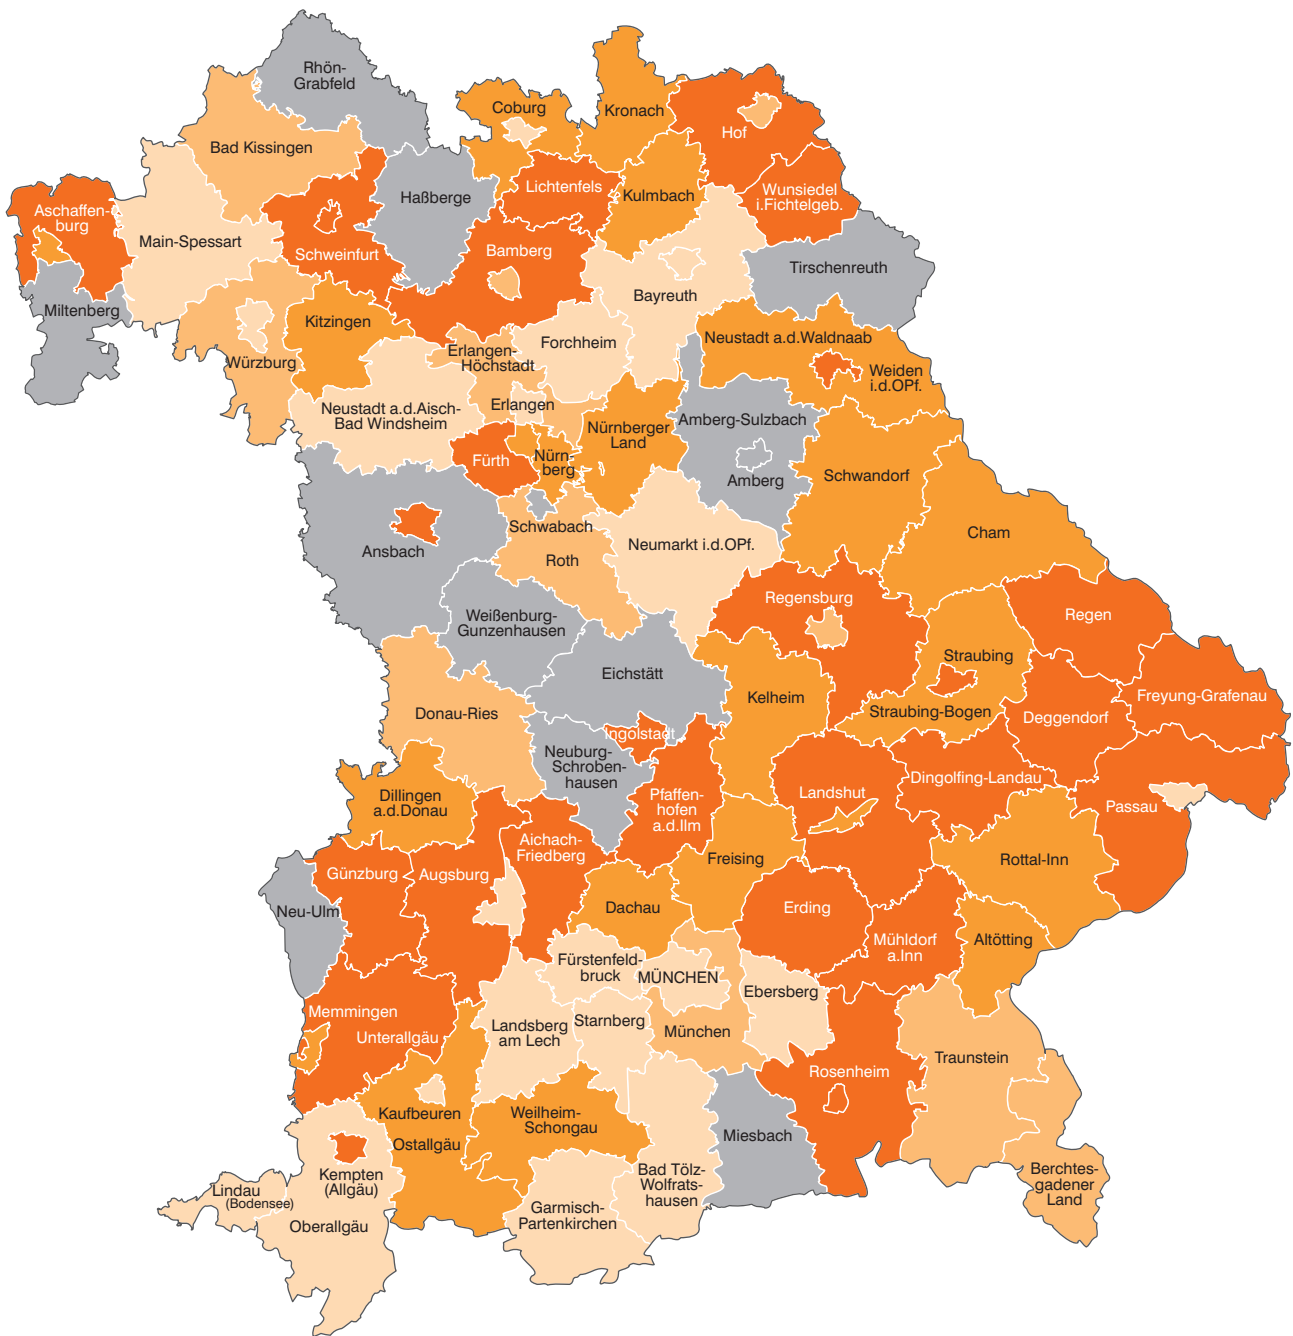 Rhön-
Grabfeld
Coburg
Kronach
Hof
Bad Kissingen
Lichtenfels
Kulmbach
Wunsiedel
i.Fichtelgeb.
Haßberge
Aschaffen-
burg
Main-Spessart
Schweinfurt
Bamberg
Tirschenreuth
Bayreuth
Miltenberg
Kitzingen
Würzburg
Erlangen-
Höchstadt
Forchheim
Neustadt a.d.Waldnaab
Weiden
i.d.OPf.
Neustadt a.d.Aisch-
Bad Windsheim
Erlangen
Nürnberger
Land
Amberg-Sulzbach
Amberg
Fürth
Nürn-
berg
Schwandorf
Cham
Schwabach
Roth
Ansbach
Neumarkt i.d.OPf.
Weißenburg-
Gunzenhausen
Regensburg
Regen
Straubing
Eichstätt
Kelheim
Straubing-Bogen
Deggendorf
Freyung-Grafenau
Donau-Ries
Ingolstadt
Neuburg-
Schroben-
hausen
Dingolfing-Landau
Landshut
Passau
Dillingen
a.d.Donau
Pfaffen-
hofen
a.d.Ilm
Aichach-
Friedberg
Freising
Rottal-Inn
Günzburg
Augsburg
Neu-Ulm
Dachau
Erding
Mühldorf
a.Inn
Altötting
Fürstenfeld-
bruck
MÜNCHEN
Ebersberg
Memmingen
Unterallgäu
Landsberg
am Lech
Starnberg
München
Traunstein
Rosenheim
Kaufbeuren
Ostallgäu
Weilheim-
Schongau
Miesbach
Kempten
(Allgäu)
Bad Tölz-
Wolfrats-
hausen
Berchtes-
gadener
Land
Lindau
(Bodensee)
Oberallgäu
Garmisch-
Partenkirchen